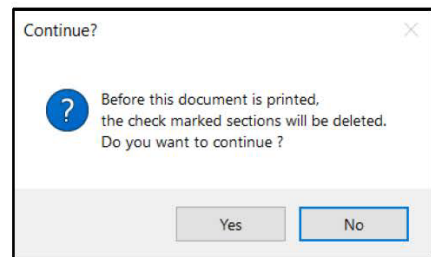 Continue?
Before this document is printed,
the check marked sections will be deleted.
Do you want to continue ?
Yes
No